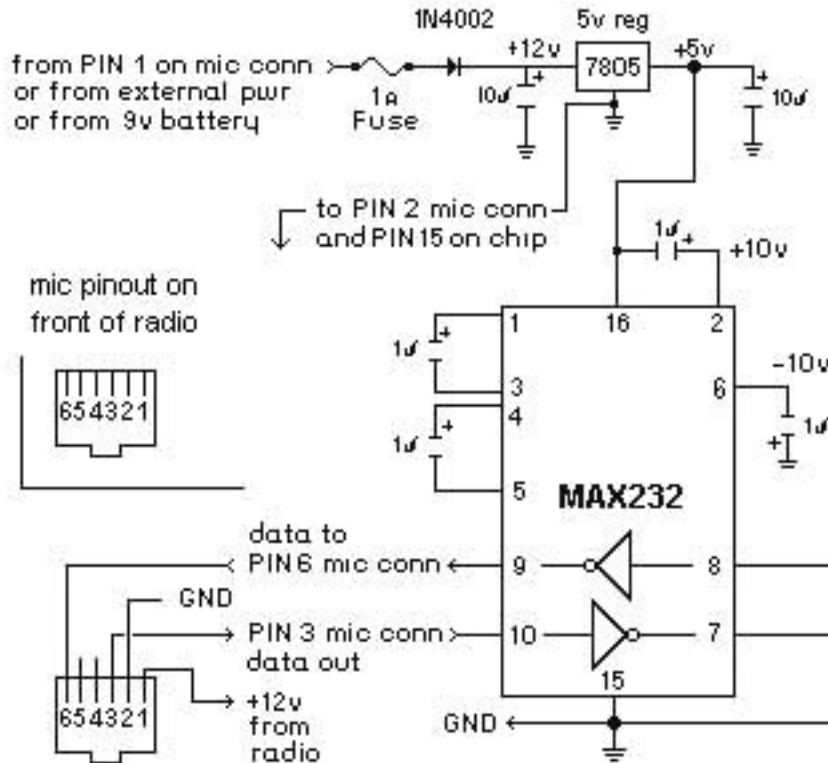 1N4002
5v reg
from PIN 1 on mic conn
or from external pwr
or from 9v battery
1A
Fuse
+12v
7805
+5v
+
10uf
+
10uf
to PIN 2 mic conn
and PIN 15 on chip
1uf
+
+10v
mic pinout on
front of radio
654321
1
16
2
1uf
+
3
4
1uf
+
5
6
-10v
1uf
+
MAX232
data to
PIN 6 mic conn
9
8
GND
PIN 3 mic conn
data out
10
7
15
654321
+12v
from
radio
GND